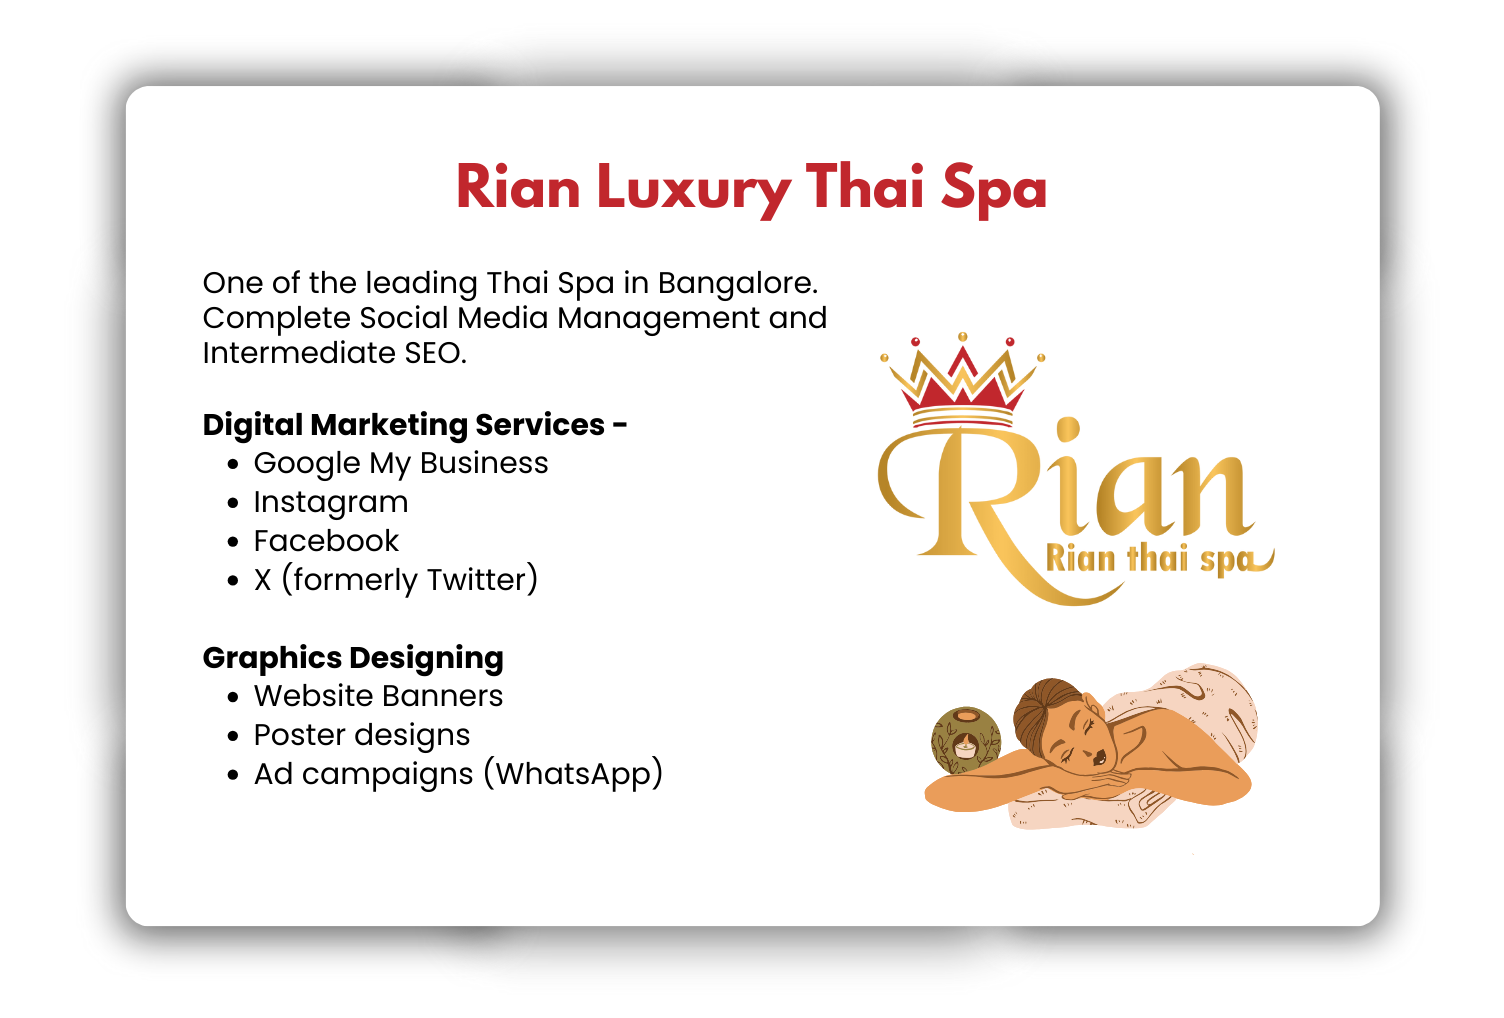 Rian Luxury Thai Spa
One of the leading Thai Spa in Bangalore.
Complete Social Media Management and
Intermediate SEO.
Digital Marketing Services -
• Google My Business
• Instagram
• Facebook
• X (formerly Twitter)
Graphics Designing
• Website Banners
• Poster designs
• Ad campaigns (WhatsApp)
Rian
Rian thai spa